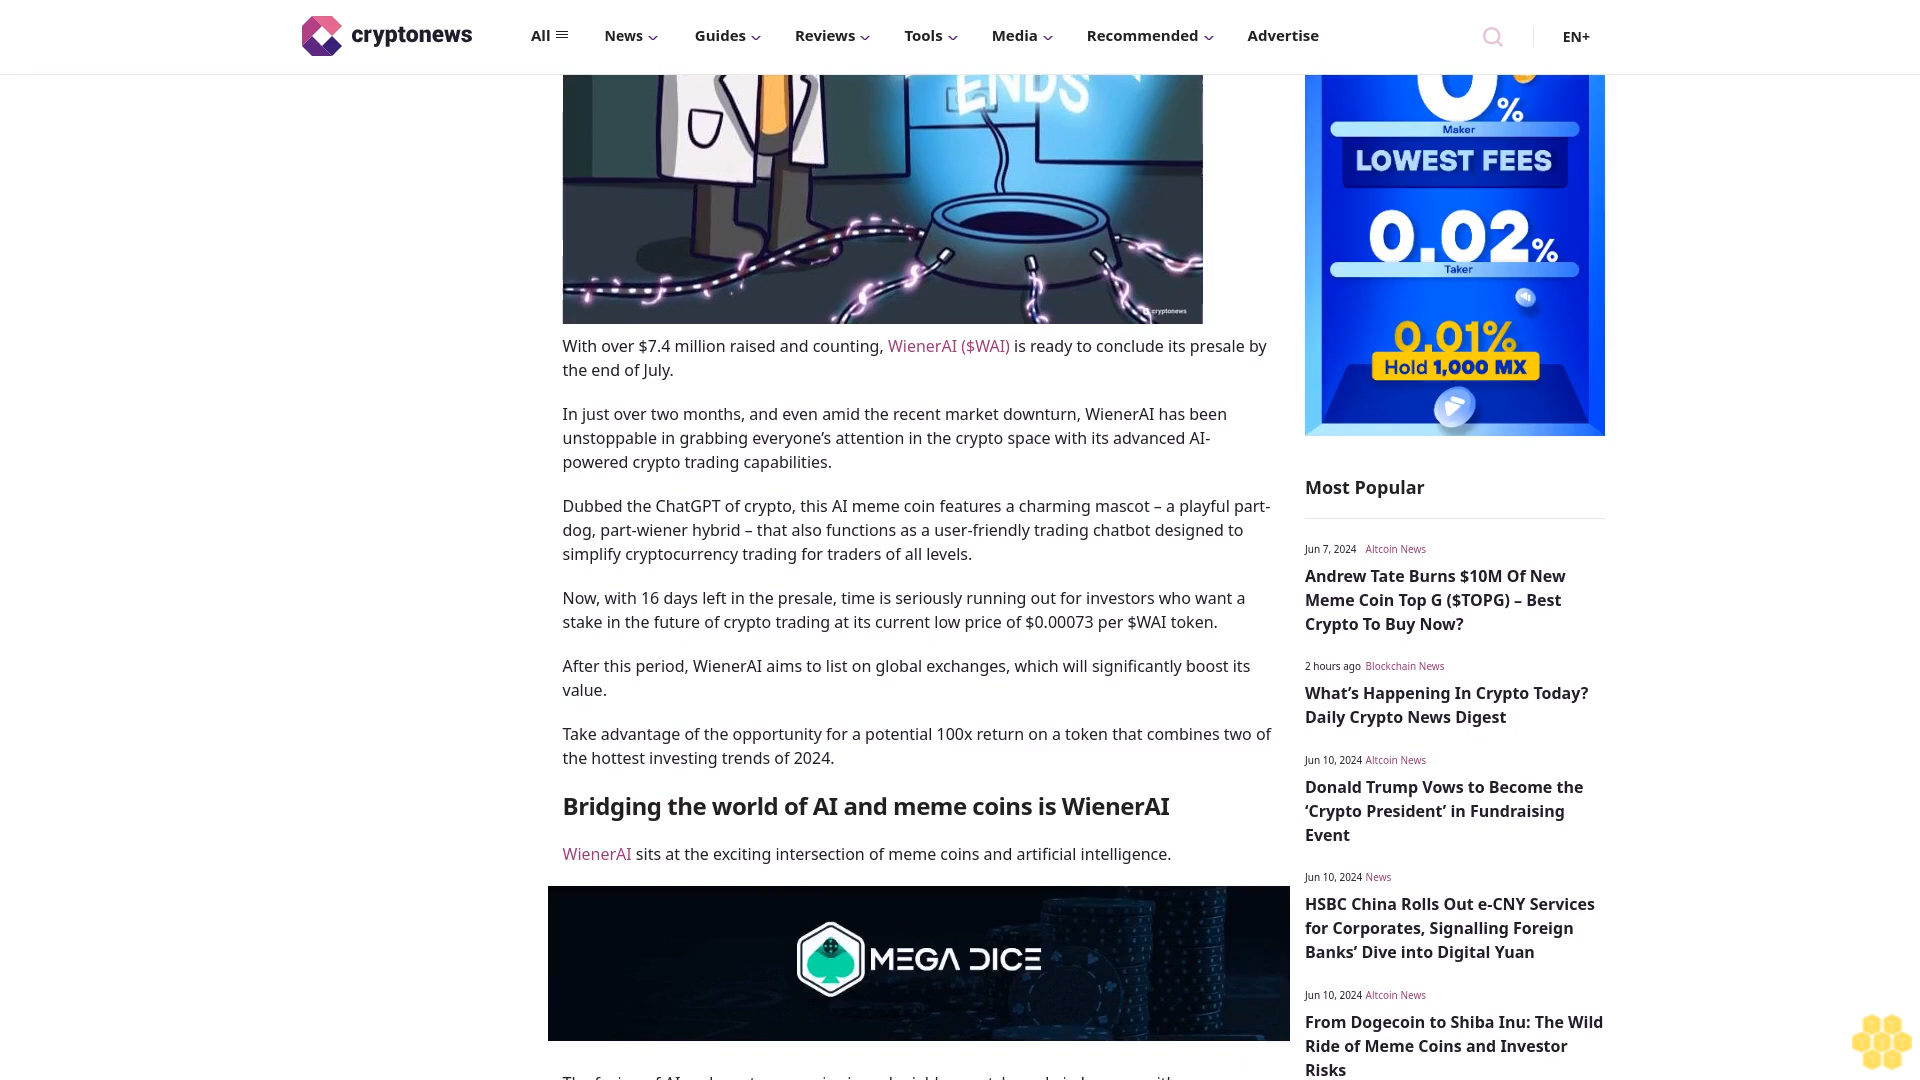 cryptonews
All
News
Guides
Reviews
Tools
Media
Recommended
Advertise
EN+
ENDS
cryptonews
With over $7.4 million raised and counting, WienerAI ($WAI) is ready to conclude its presale by
the end of July.
In just over two months, and even amid the recent market downturn, WienerAI has been
unstoppable in grabbing everyone’s attention in the crypto space with its advanced AI-
powered crypto trading capabilities.
Dubbed the ChatGPT of crypto, this AI meme coin features a charming mascot – a playful part-
dog, part-wiener hybrid – that also functions as a user-friendly trading chatbot designed to
simplify cryptocurrency trading for traders of all levels.
Now, with 16 days left in the presale, time is seriously running out for investors who want a
stake in the future of crypto trading at its current low price of $0.00073 per $WAI token.
After this period, WienerAI aims to list on global exchanges, which will significantly boost its
value.
Take advantage of the opportunity for a potential 100x return on a token that combines two of
the hottest investing trends of 2024.
Bridging the world of AI and meme coins is WienerAI
WienerAI sits at the exciting intersection of meme coins and artificial intelligence.
MEGA DICE
0%
Maker
LOWEST FEES
0.02%
Taker
0.01%
Hold 1,000 MX
Most Popular
Jun 7, 2024 Altcoin News
Andrew Tate Burns $10M Of New
Meme Coin Top G ($TOPG) – Best
Crypto To Buy Now?
2 hours ago Blockchain News
What’s Happening In Crypto Today?
Daily Crypto News Digest
Jun 10, 2024 Altcoin News
Donald Trump Vows to Become the
‘Crypto President’ in Fundraising
Event
Jun 10, 2024 News
HSBC China Rolls Out e-CNY Services
for Corporates, Signalling Foreign
Banks’ Dive into Digital Yuan
Jun 10, 2024 Altcoin News
From Dogecoin to Shiba Inu: The Wild
Ride of Meme Coins and Investor
Risks